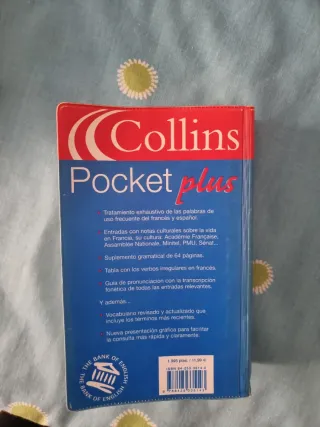 Collins
Pocket plus
Tratamiento exhaustivo de las palabras de
uso frecuente del francés y español.
Entradas con notas culturales sobre la vida
en Francia, su cultura: Académie Française,
Assemblée Nationale, Minitel, PMU, Sénat...
Suplemento gramatical de 64 páginas.
Tabla con los verbos irregulares en francés.
Guía de pronunciación con la transcripción
fonética de todas las entradas relevantes.
Y además...
Vocabulario revisado y actualizado que
incluye los términos más recientes.
Nueva presentación gráfica para facilitar
la consulta más rápida y claramente.
THE BANK OF ENGLISH
THE BANK OF ENGLISH